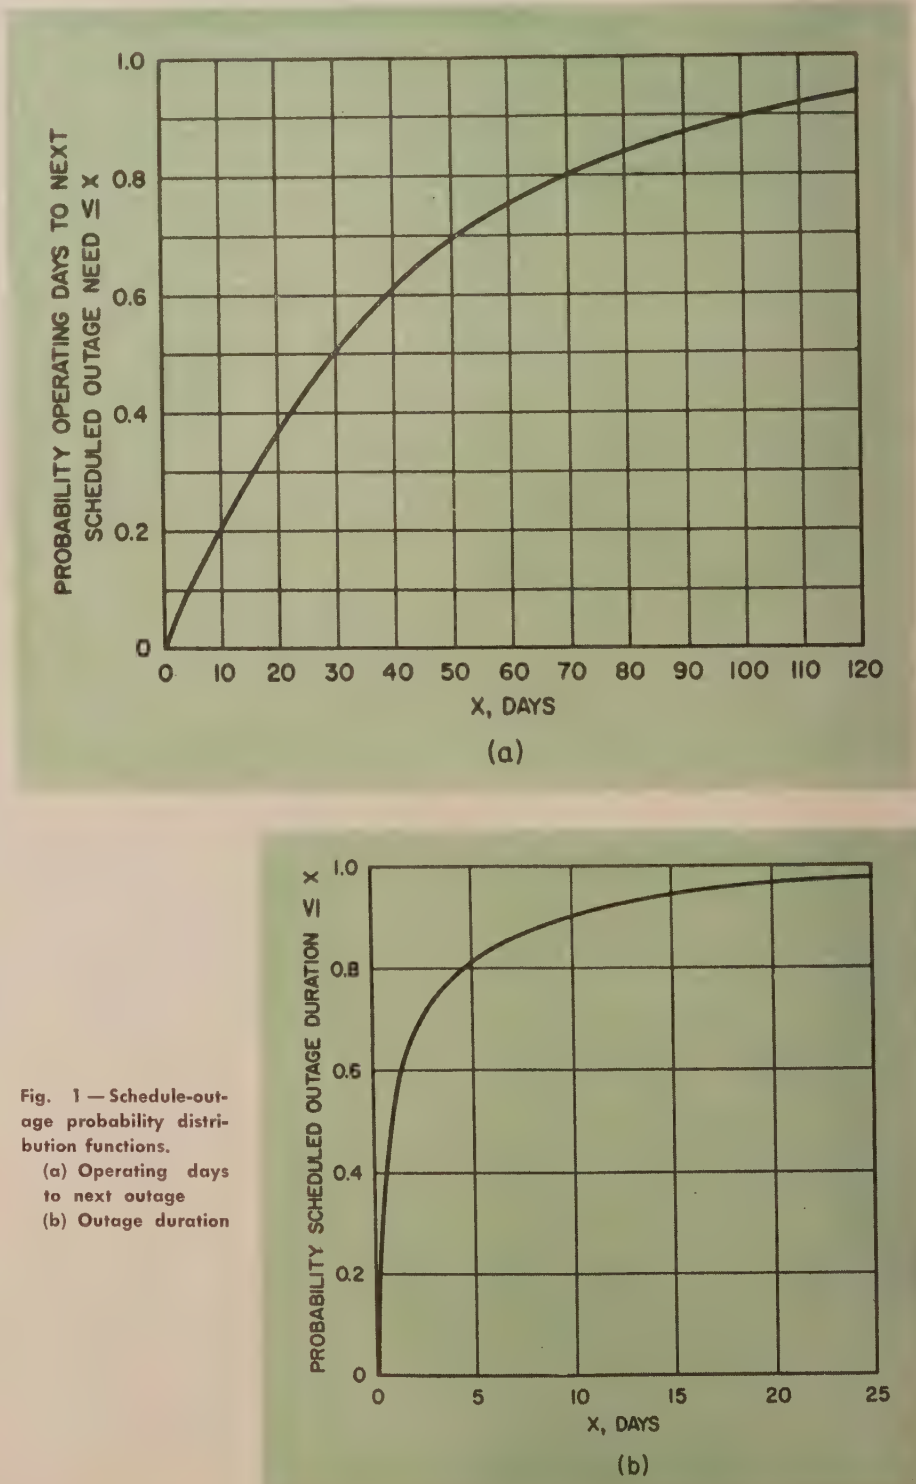 PROBABILITY OPERATING DAYS TO NEXT
SCHEDULED OUTAGE NEED ≤ X
1.0
0.8
0.6
0.4
0.2
0
0 10 20 30 40 50 60 70 80 90 100 110 120
X, DAYS
(a)
PROBABILITY SCHEDULED OUTAGE DURATION ≤ X
1.0
0.8
0.6
0.4
0.2
0
0 5 10 15 20 25
X, DAYS
(b)
Fig. 1 — Schedule-out-
age probability distri-
bution functions.
(a) Operating days
to next outage
(b) Outage duration